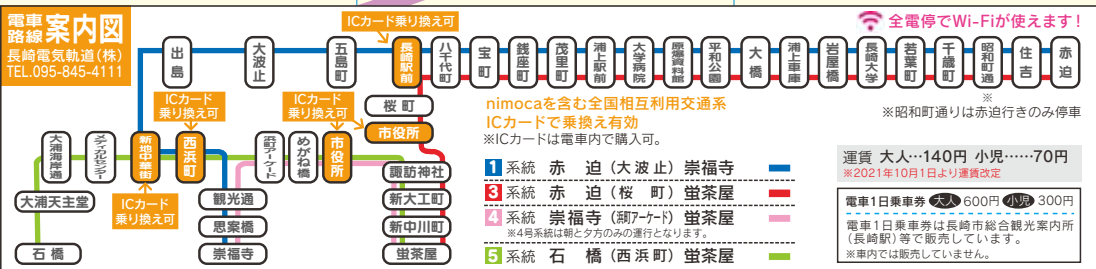 電車
路線 案内図
長崎電気軌道(株)
TEL.095-845-4111
ICカード乗り換え可
全電停でWi-Fiが使えます!
出島
大波止
五島町
長崎駅前
八千代町
宝町
銭座町
茂里町
浦上駅前
大学病院
原爆資料館
平和公園
大橋
浦上車庫
岩屋橋
長崎大学
若葉町
千歳町
昭和町通
住吉
赤迫
※
※昭和町通りは赤迫行きのみ停車
桜町
市役所
ICカード
乗り換え可
ICカード
乗り換え可
大浦海岸通
メディカルセンター
新地中華街
西浜町
浜町アーケード
めがね橋
市役所
諏訪神社
新大工町
新中川町
蛍茶屋
大浦天主堂
石橋
ICカード
乗り換え可
観光通
思案橋
崇福寺
nimocaを含む全国相互利用交通系
ICカードで乗換え有効
※ICカードは電車内で購入可。
1 系統 赤 迫(大波止)崇福寺
3 系統 赤 迫(桜 町)蛍茶屋
4 系統 崇福寺(浜町アーケード)蛍茶屋
※4号系統は朝と夕方のみの運行となります。
5 系統 石 橋(西浜町)蛍茶屋
運賃 大人…140円 小児……70円
※2021年10月1日より運賃改定
電車1日乗車券 大人 600円 小児 300円
電車1日乗車券は長崎市総合観光案内所
(長崎駅)等で販売しています。
※車内では販売していません。